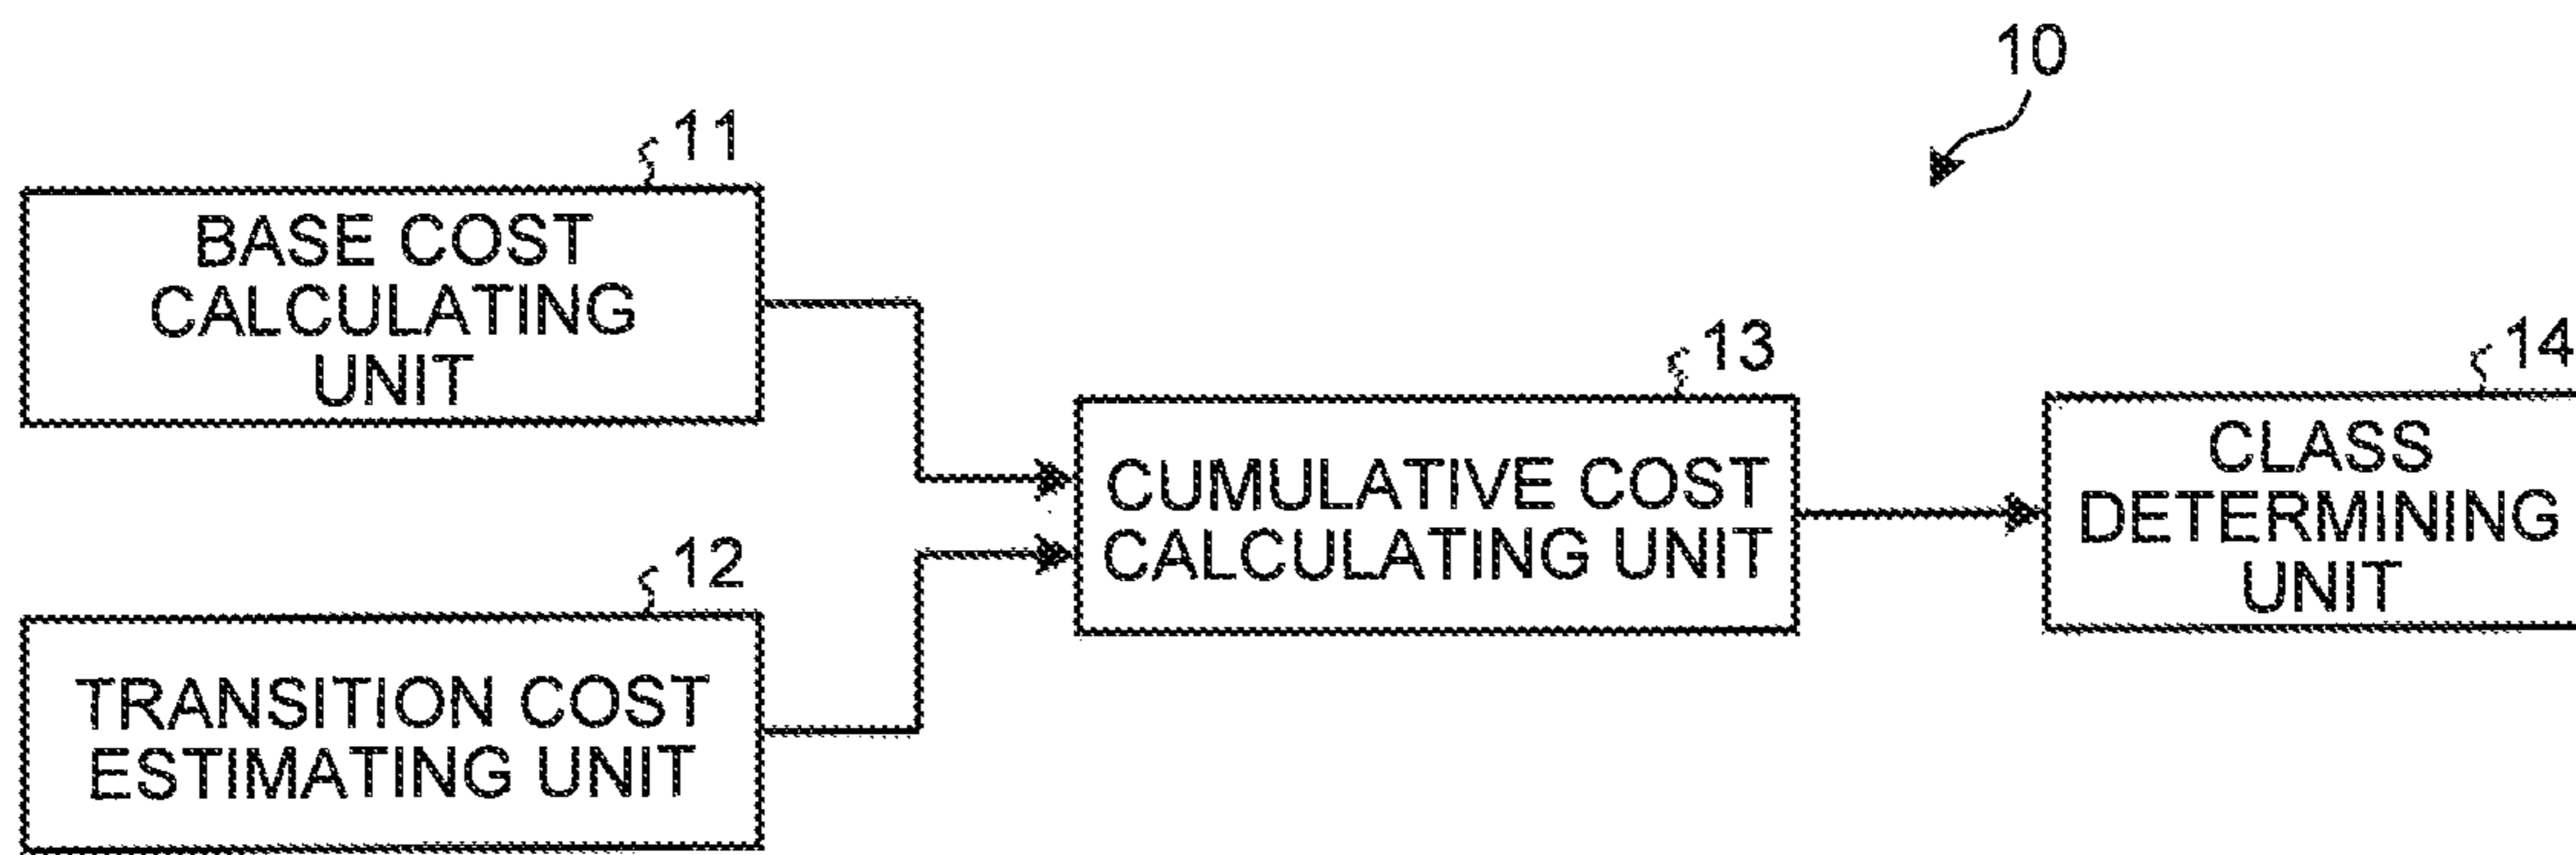 10
11
BASE COST
CALCULATING
UNIT
12
TRANSITION COST
ESTIMATING UNIT
13
CUMULATIVE COST
CALCULATING UNIT
14
CLASS
DETERMINING
UNIT